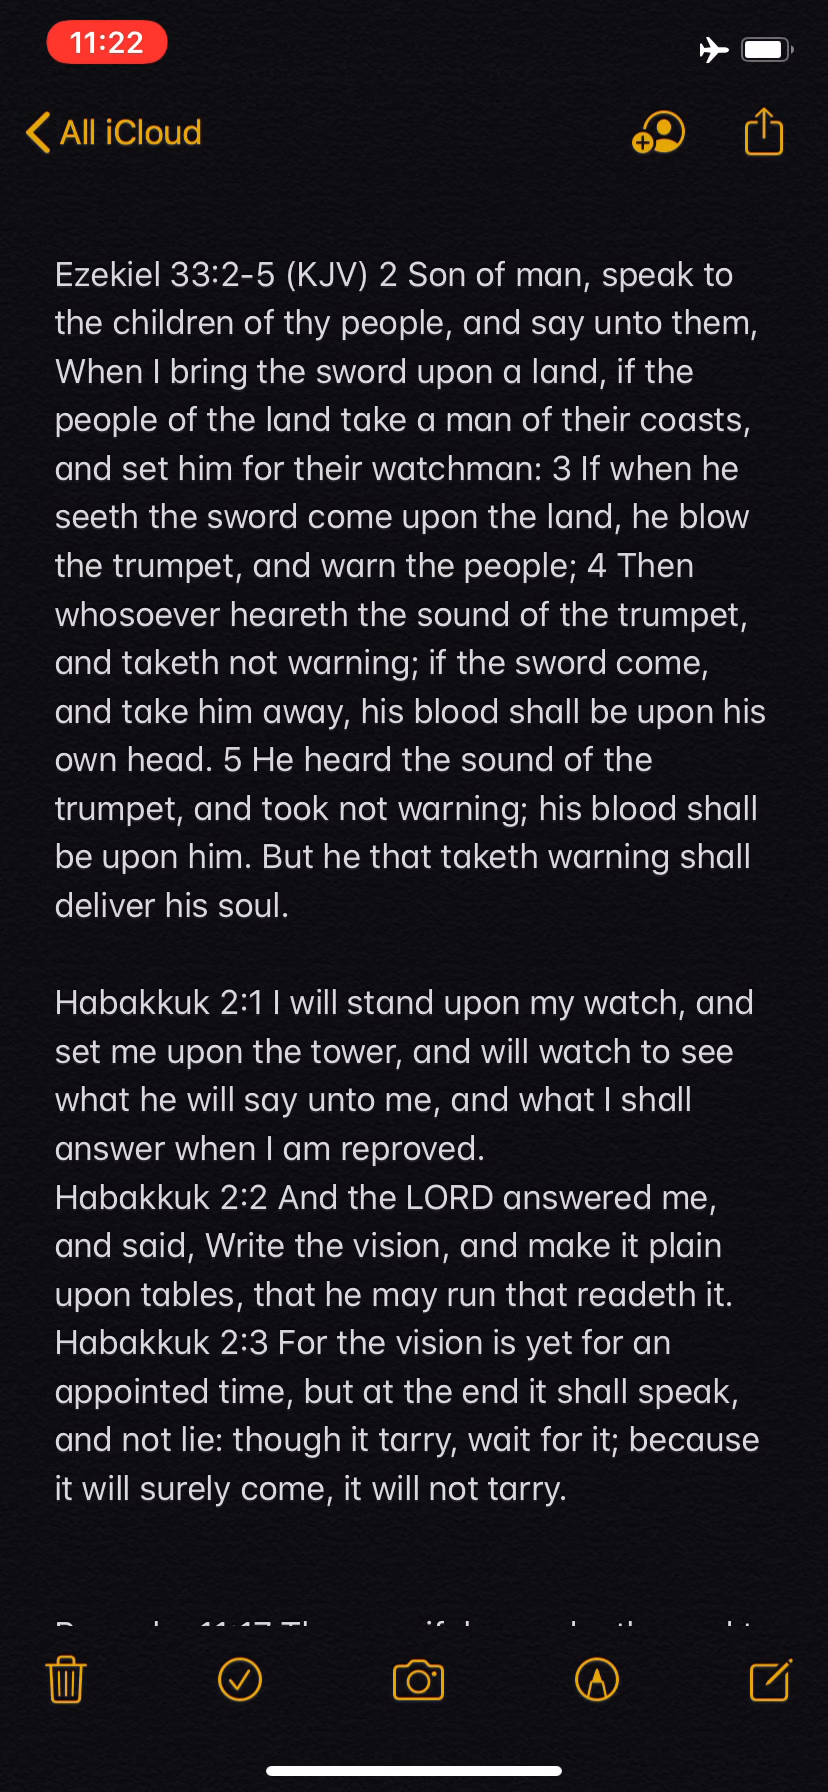 11:22
All iCloud
Ezekiel 33:2-5 (KJV) 2 Son of man, speak to
the children of thy people, and say unto them,
When I bring the sword upon a land, if the
people of the land take a man of their coasts,
and set him for their watchman: 3 If when he
seeth the sword come upon the land, he blow
the trumpet, and warn the people; 4 Then
whosoever heareth the sound of the trumpet,
and taketh not warning; if the sword come,
and take him away, his blood shall be upon his
own head. 5 He heard the sound of the
trumpet, and took not warning; his blood shall
be upon him. But he that taketh warning shall
deliver his soul.
Habakkuk 2:1 I will stand upon my watch, and
set me upon the tower, and will watch to see
what he will say unto me, and what I shall
answer when I am reproved.
Habakkuk 2:2 And the LORD answered me,
and said, Write the vision, and make it plain
upon tables, that he may run that readeth it.
Habakkuk 2:3 For the vision is yet for an
appointed time, but at the end it shall speak,
and not lie: though it tarry, wait for it; because
it will surely come, it will not tarry.